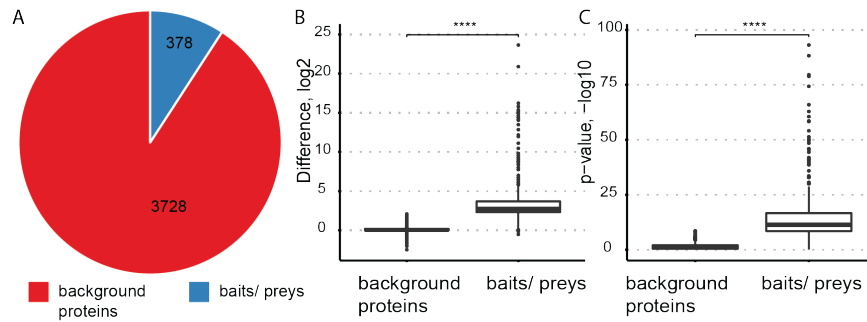 A
378
3728
background
proteins
baits/ preys
B
****
Difference, log2
25
20
15
10
5
0
background
proteins
baits/ preys
C
****
p-value, −log10
100
75
50
25
0
background
proteins
baits/ preys